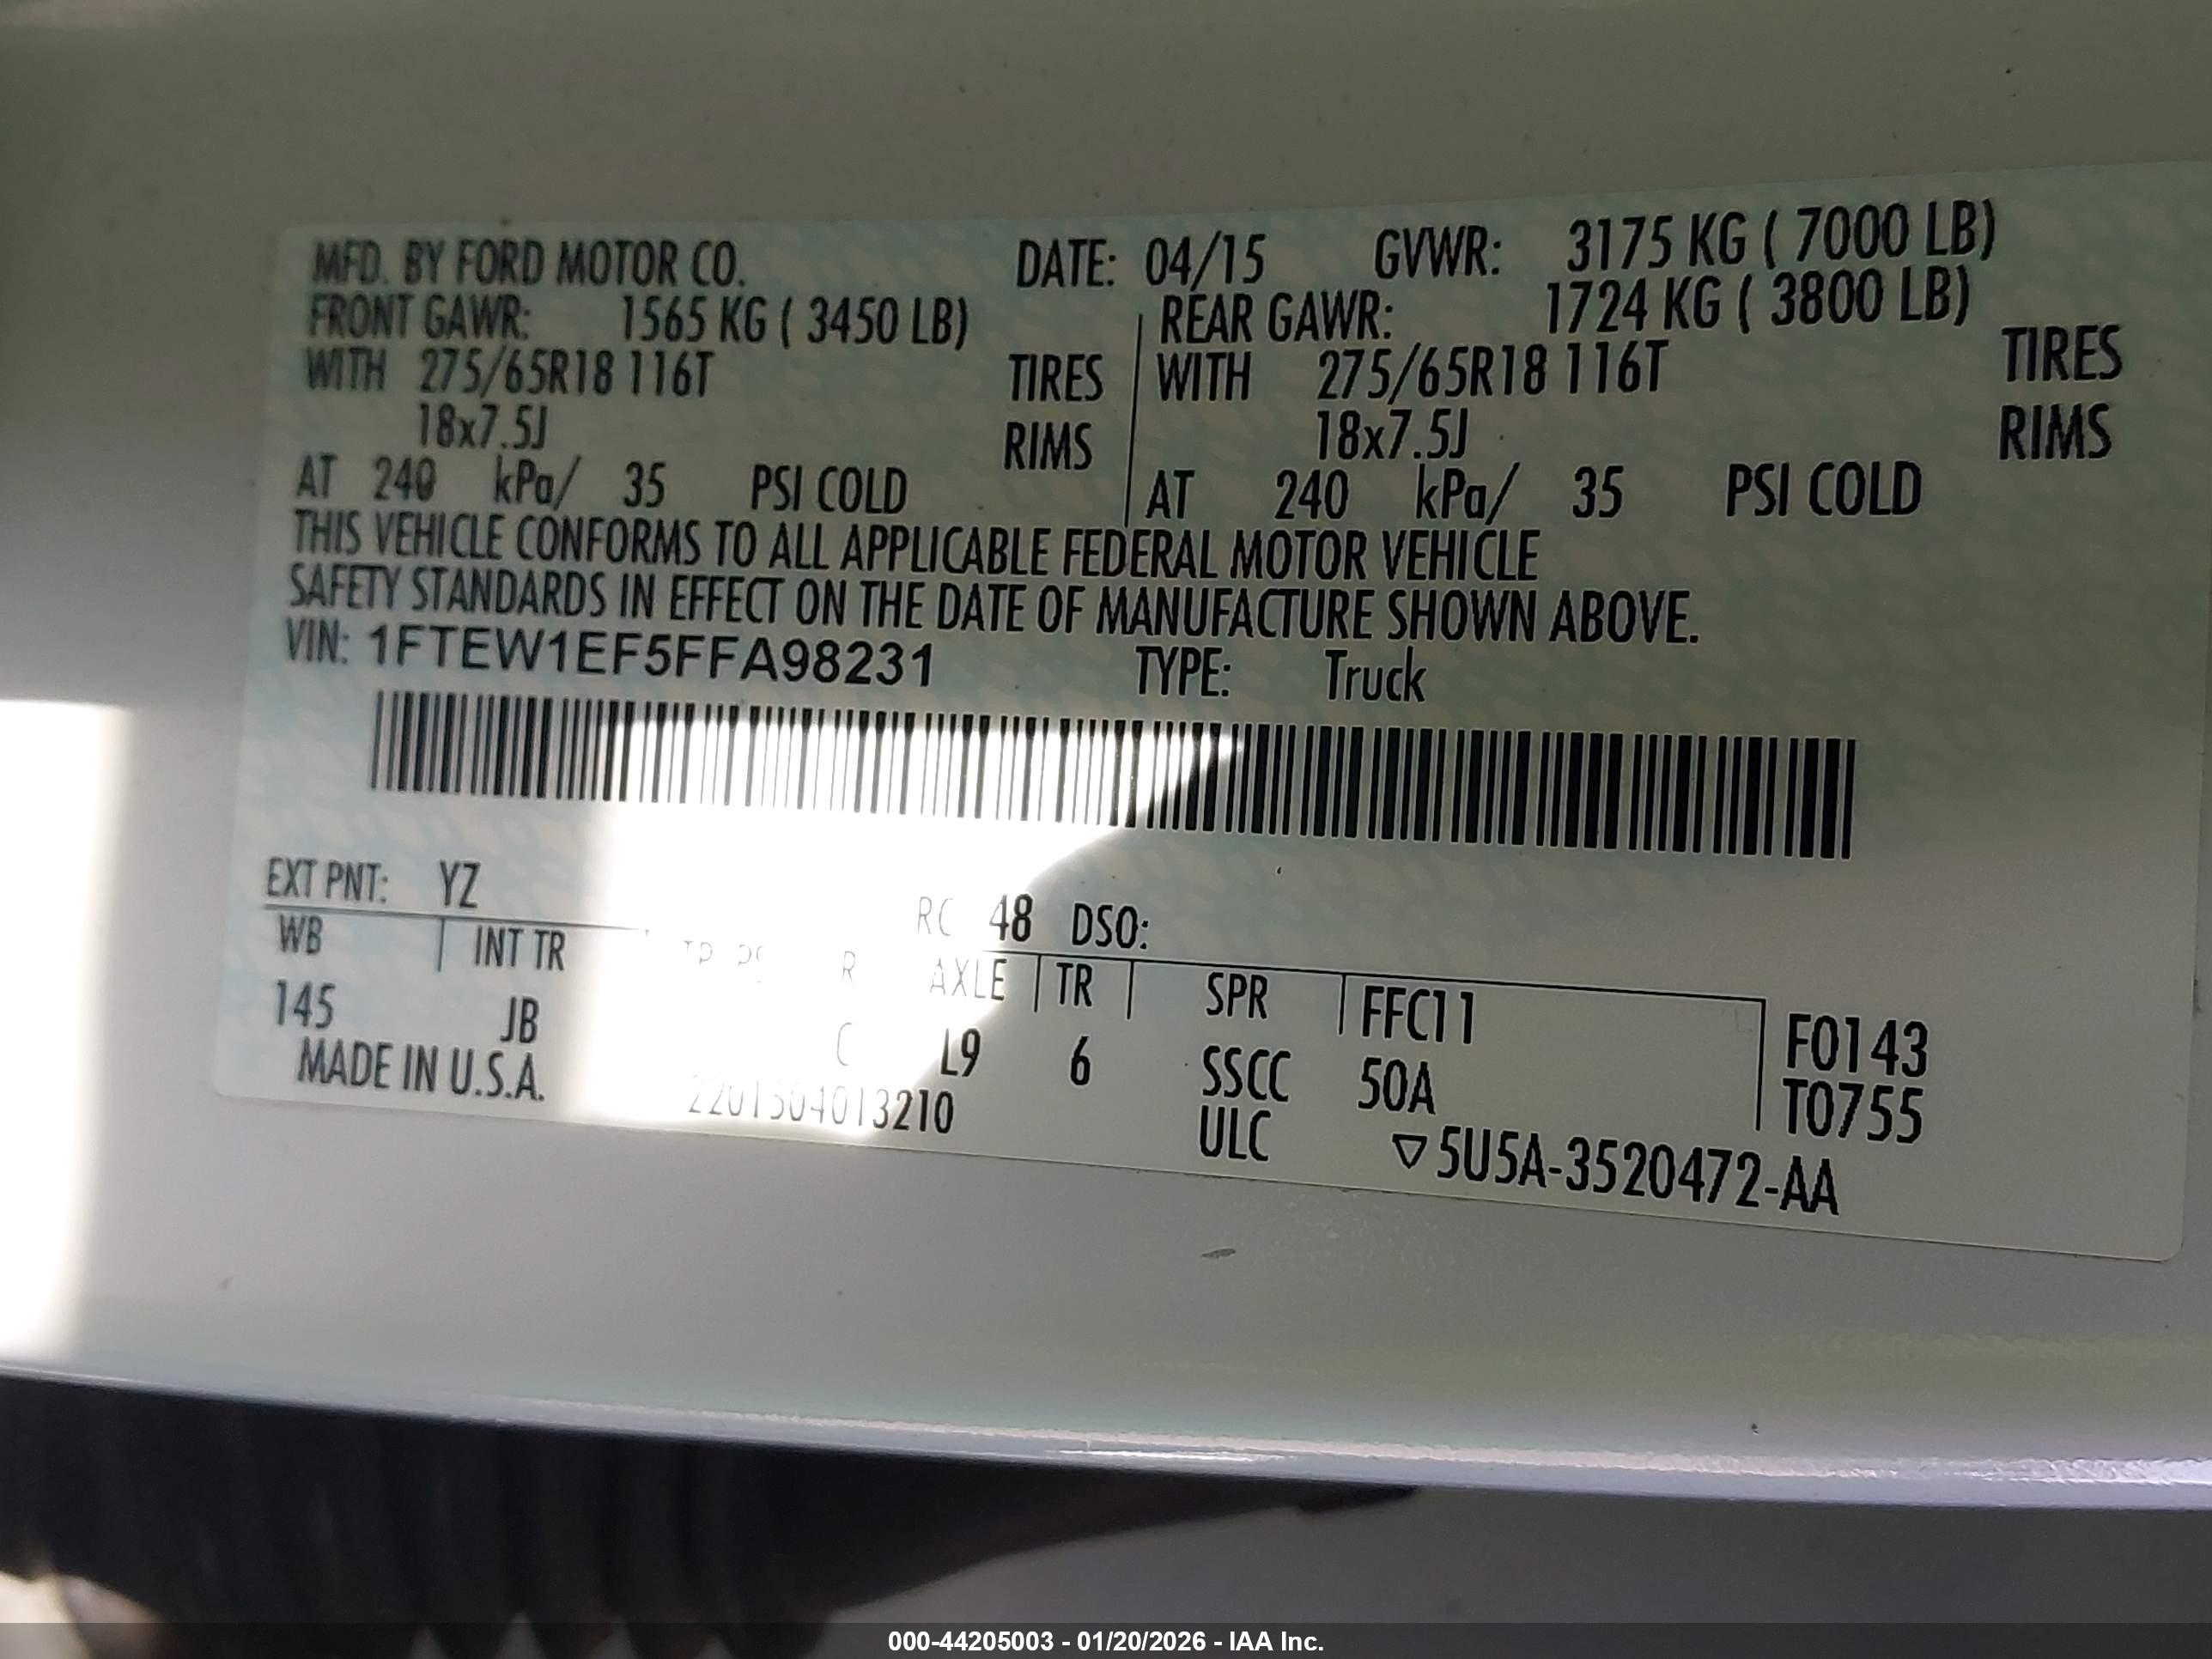 MFD. BY FORD MOTOR CO. DATE: 04/15 GVWR: 3175 KG ( 7000 LB)
FRONT GAWR: 1565 KG ( 3450 LB) REAR GAWR: 1724 KG ( 3800 LB)
WITH 275/65R18 116T TIRES WITH 275/65R18 116T TIRES
18x7.5J RIMS 18x7.5J RIMS
AT 240 kPa/ 35 PSI COLD AT 240 kPa/ 35 PSI COLD
THIS VEHICLE CONFORMS TO ALL APPLICABLE FEDERAL MOTOR VEHICLE
SAFETY STANDARDS IN EFFECT ON THE DATE OF MANUFACTURE SHOWN ABOVE.
VIN: 1FTEW1EF5FFA98231 TYPE: Truck
EXT PNT: YZ RC 48 DSO:
WB INT TR R AXLE TR SPR FFC11 F0143
145 JB C L9 6 SSCC 50A T0755
MADE IN U.S.A. 2201504013210 ULC ▽5U5A-3520472-AA
000-44205003 - 01/20/2026 - IAA Inc.